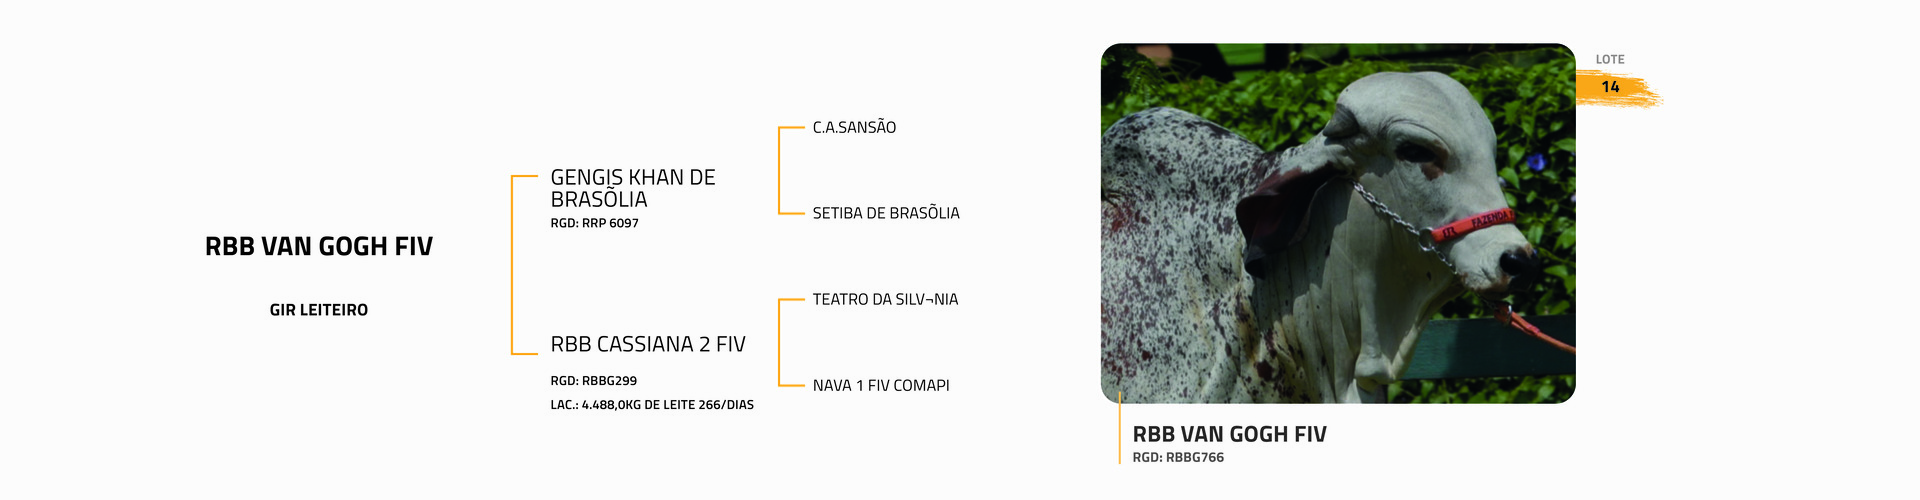 RBB VAN GOGH FIV
GIR LEITEIRO
GENGIS KHAN DE
BRASÕLIA
RGD: RRP 6097
RBB CASSIANA 2 FIV
RGD: RBBG299
LAC.: 4.488,0KG DE LEITE 266/DIAS
C.A.SANSÃO
SETIBA DE BRASÕLIA
TEATRO DA SILV¬NIA
NAVA 1 FIV COMAPI
FAZENDA
LOTE
14
RBB VAN GOGH FIV
RGD: RBBG766